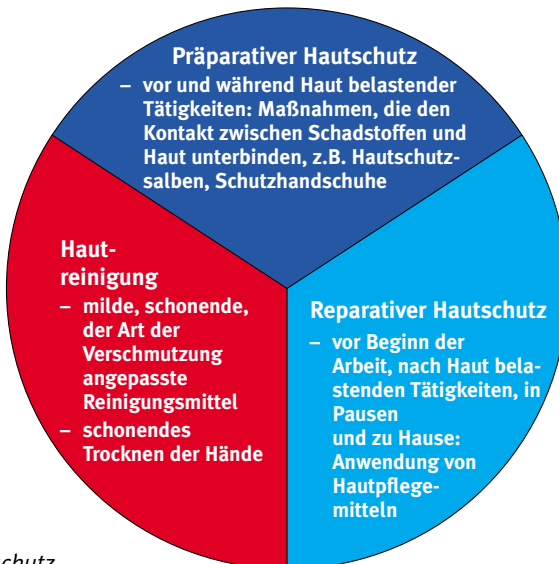 Präparativer Hautschutz
– vor und während Haut belastender
Tätigkeiten: Maßnahmen, die den
Kontakt zwischen Schadstoffen und
Haut unterbinden, z.B. Hautschutz-
salben, Schutzhandschuhe
Haut-
reinigung
– milde, schonende,
der Art der
Verschmutzung
angepasste
Reinigungsmittel
– schonendes
Trocknen der Hände
Reparativer Hautschutz
– vor Beginn der
Arbeit, nach Haut bela-
stenden Tätigkeiten, in
Pausen
und zu Hause:
Anwendung von
Hautpflege-
mitteln
schutz